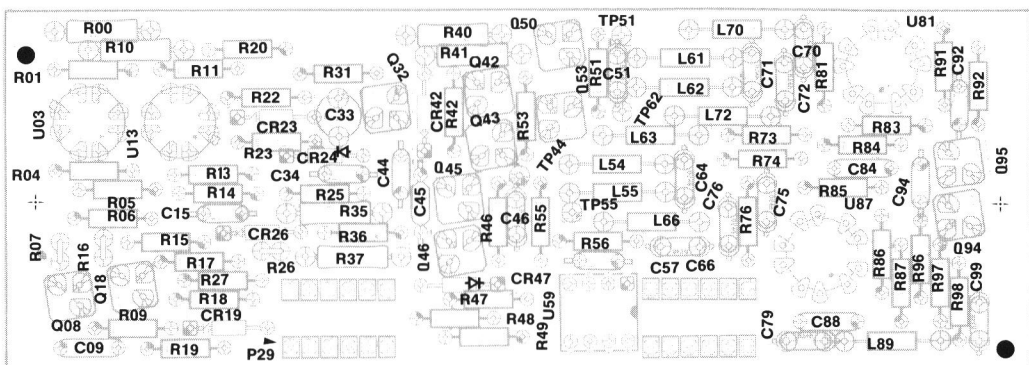 R00
R10
R20
R01
R11
R31
Q32
R40
R41
Q42
Q50
TP51
L70
U81
R22
CR23
C33
CR42
R42
Q43
R53
Q53
R51
C51
L61
L62
TP62
L72
C71
C70
C72
R81
R91
C92
R92
U03
U13
R23
CR24
C34
R13
R14
R25
C44
C45
Q45
TP44
L63
L54
L55
TP55
R73
R74
C64
C76
R83
R84
C84
R85
U87
C94
Q95
R04
R05
R06
C15
CR26
R35
R36
R37
R46
C46
R55
R56
L66
R76
C75
R07
R16
R15
R17
R27
R18
CR19
R26
Q46
CR47
R47
R48
R49
U59
C57
C66
R86
R87
R96
R97
R98
Q94
C99
Q18
Q08
R09
C09
R19
P29
C79
C88
L89